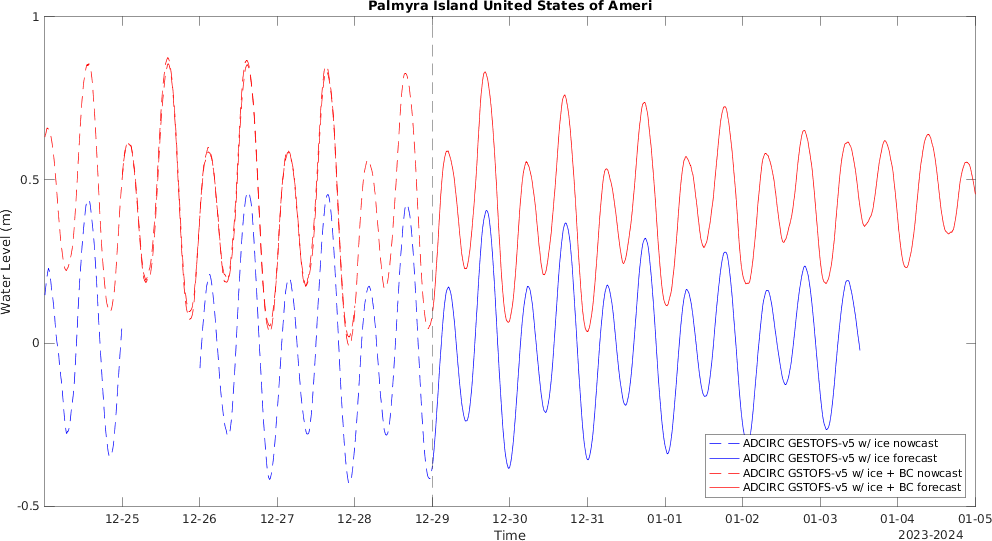 Palmyra Island United States of Ameri
Water Level (m)
1
0.5
0
-0.5
12-25 12-26 12-27 12-28 12-29 12-30 12-31 01-01 01-02 01-03 01-04 01-05
Time
2023-2024
ADCIRC GESTOFS-v5 w/ ice nowcast
ADCIRC GESTOFS-v5 w/ ice forecast
ADCIRC GSTOFS-v5 w/ ice + BC nowcast
ADCIRC GSTOFS-v5 w/ ice + BC forecast